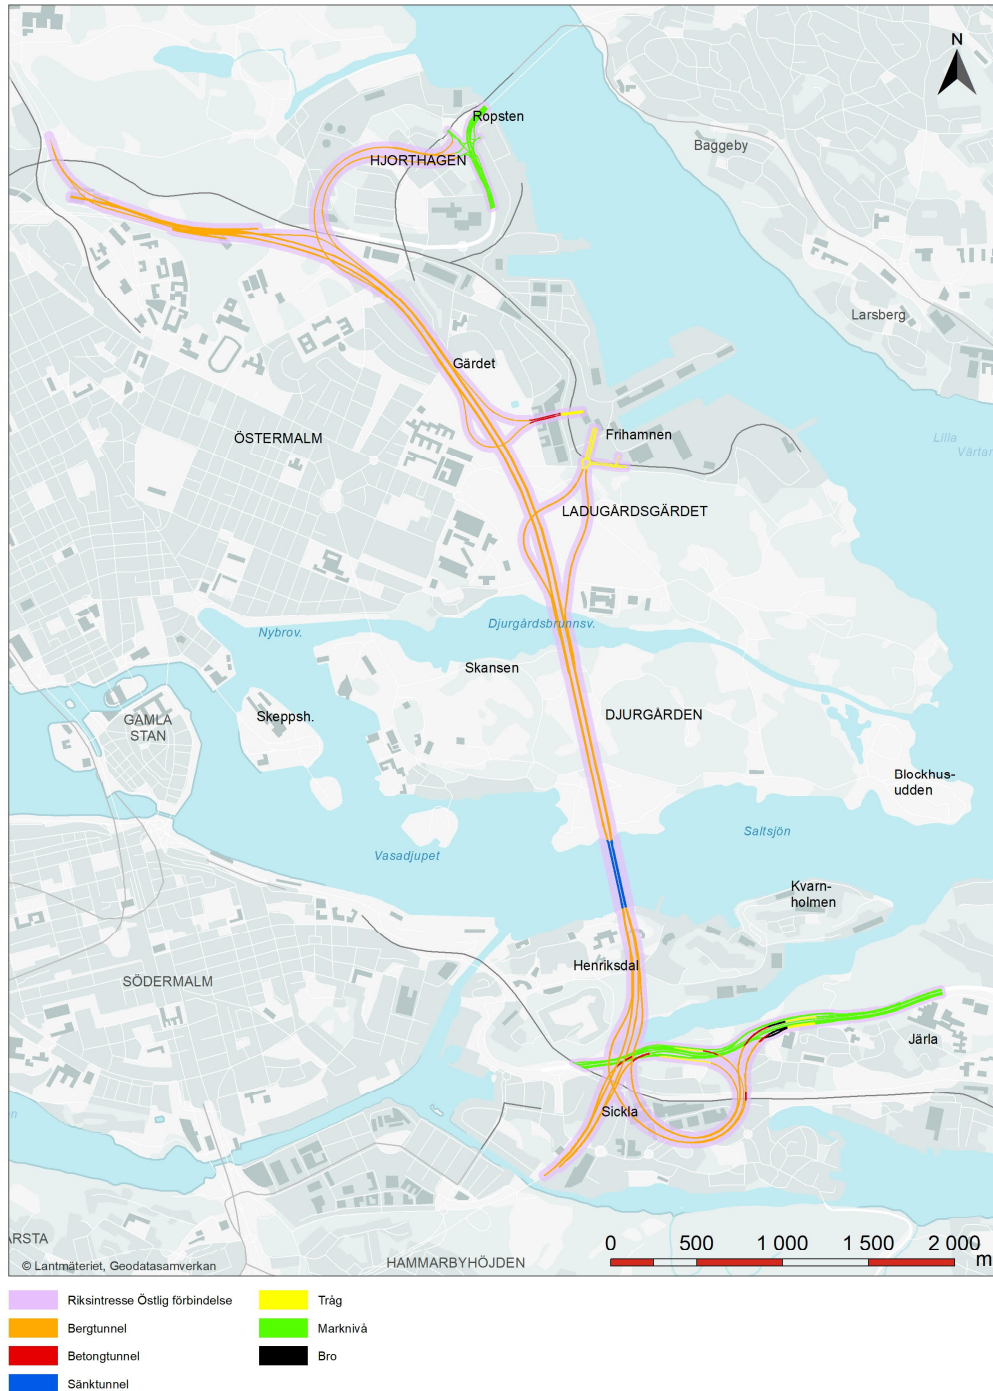 N
Ropsten
HJORTHAGEN
Baggeby
Larsberg
Gärdet
ÖSTERMALM
Frihamnen
Lilla
Värtan
LADUGÅRDSGÄRDET
Nybrov.
Djurgårdsbrunnsv.
Skansen
DJURGÅRDEN
GAMLA
STAN
Skeppsh.
Blockhus-
udden
Saltsjön
Vasadjupet
Kvarn-
holmen
Henriksdal
SÖDERMALM
Järla
Sickla
ÅRSTA
HAMMARBYHÖJDEN
© Lantmäteriet, Geodatasamverkan
0 500 1 000 1 500 2 000
m
Riksintresse Östlig förbindelse
Bergtunnel
Betongtunnel
Sänktunnel
Tråg
Marknivå
Bro